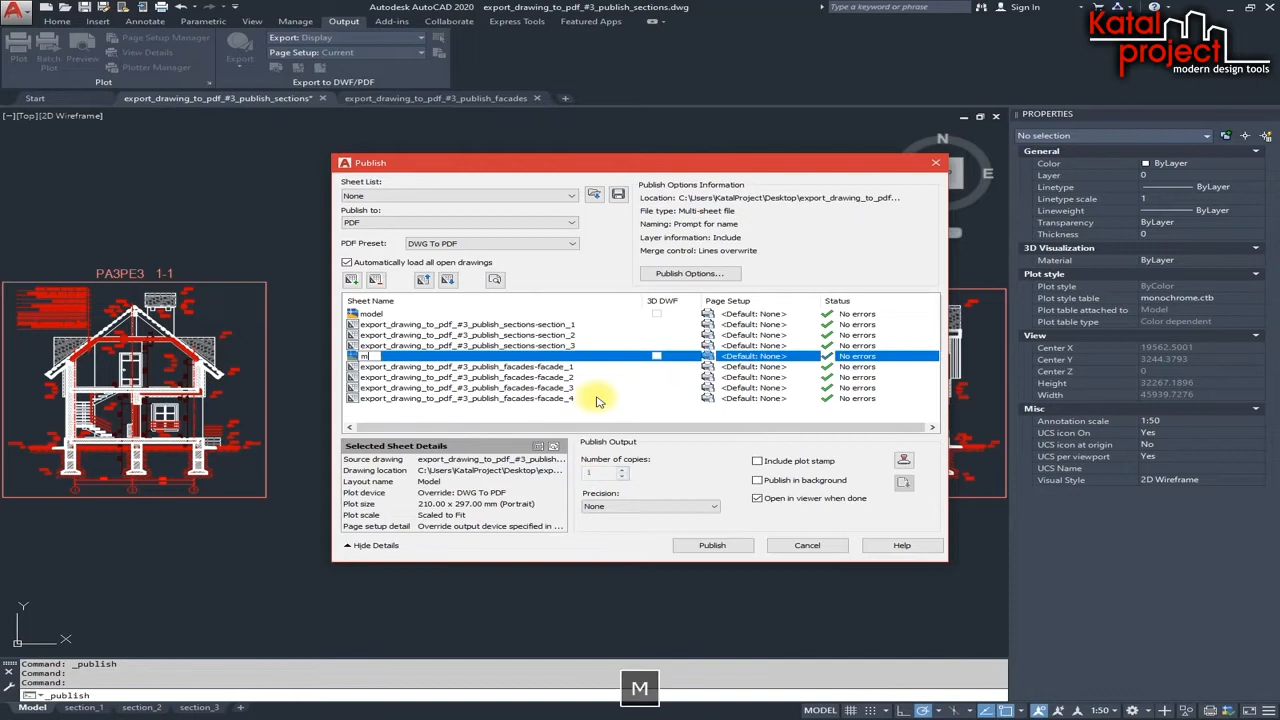 Autodesk AutoCAD 2020 export_drawing_to_pdf_#3_publish_sections.dwg
Type a keyword or phrase
Sign In
Home Insert Annotate Parametric View Manage Output Add-ins Collaborate Express Tools Featured Apps
Plot
Batch Plot
Preview
Page Setup Manager
View Details
Plotter Manager
Plot
Export
Export: Display
Page Setup: Current
Export to DWF/PDF
Katal
project
modern design tools
Start export_drawing_to_pdf_#3_publish_sections* export_drawing_to_pdf_#3_publish_facades
[−][Top][2D Wireframe]
N
E
РАЗРЕЗ 1-1
Publish
Sheet List:
None
Publish to:
PDF
PDF Preset: DWG To PDF
Automatically load all open drawings
Publish Options Information
Location: C:\Users\KatalProject\Desktop\export_drawing_to_pdf...
File type: Multi-sheet file
Naming: Prompt for name
Layer information: Include
Merge control: Lines overwrite
Publish Options...
Sheet Name 3D DWF Page Setup Status
model <Default: None> No errors
export_drawing_to_pdf_#3_publish_sections-section_1 <Default: None> No errors
export_drawing_to_pdf_#3_publish_sections-section_2 <Default: None> No errors
export_drawing_to_pdf_#3_publish_sections-section_3 <Default: None> No errors
m <Default: None> No errors
export_drawing_to_pdf_#3_publish_facades-facade_1 <Default: None> No errors
export_drawing_to_pdf_#3_publish_facades-facade_2 <Default: None> No errors
export_drawing_to_pdf_#3_publish_facades-facade_3 <Default: None> No errors
export_drawing_to_pdf_#3_publish_facades-facade_4 <Default: None> No errors
Selected Sheet Details
Source drawing export_drawing_to_pdf_#3_publish...
Drawing location C:\Users\KatalProject\Desktop\exp...
Layout name Model
Plot device Override: DWG To PDF
Plot size 210.00 x 297.00 mm (Portrait)
Plot scale Scaled to Fit
Page setup detail Override output device specified in ...
Hide Details
Publish Output
Number of copies:
1
Precision:
None
Include plot stamp
Publish in background
Open in viewer when done
Publish Cancel Help
PROPERTIES
No selection
General
Color ByLayer
Layer 0
Linetype ByLayer
Linetype scale 1
Lineweight ByLayer
Transparency ByLayer
Thickness 0
3D Visualization
Material ByLayer
Plot style
Plot style ByColor
Plot style table monochrome.ctb
Plot table attached to Model
Plot table type Color dependent
View
Center X 19562.5001
Center Y 3244.3793
Center Z 0
Height 32267.1896
Width 45939.7276
Misc
Annotation scale 1:50
UCS icon On Yes
UCS icon at origin No
UCS per viewport Yes
UCS Name
Visual Style 2D Wireframe
Y
X
Command: _publish
Command:
Command:
_publish
M
Model section_1 section_2 section_3
MODEL 1:50